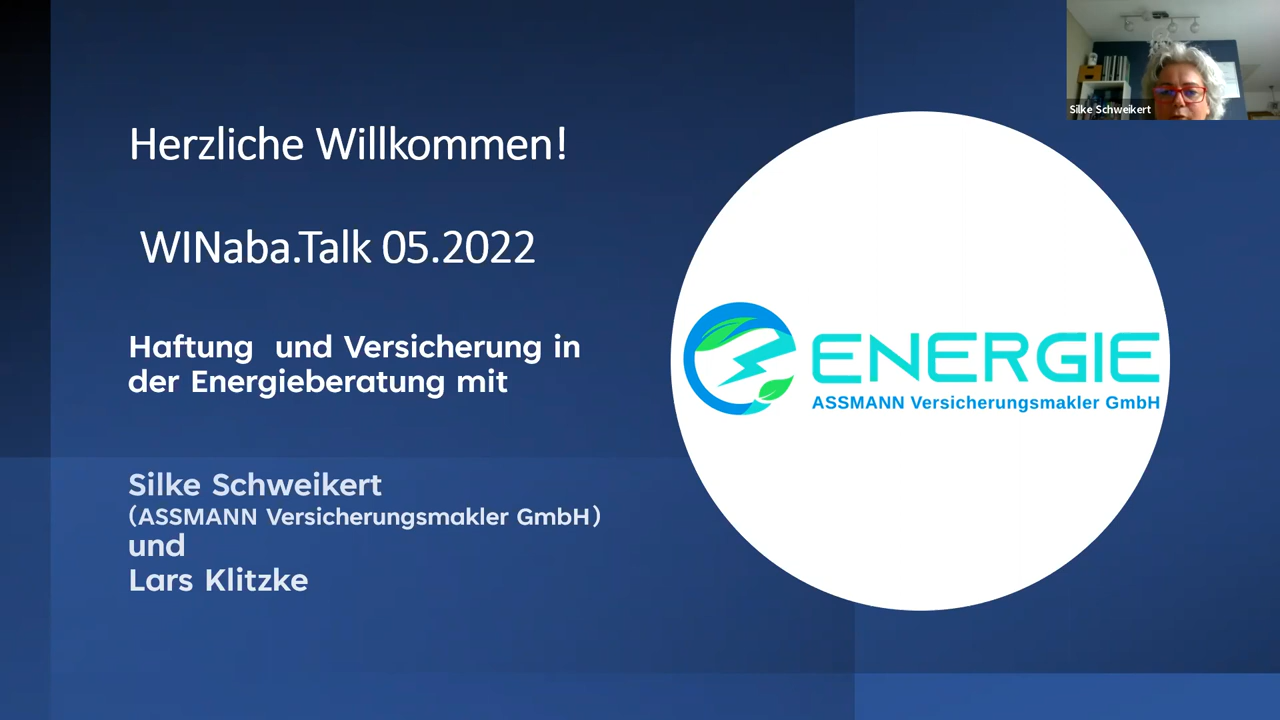 Herzliche Willkommen!
WINaba.Talk 05.2022
Haftung und Versicherung in
der Energieberatung mit
Silke Schweikert
(ASSMANN Versicherungsmakler GmbH)
und
Lars Klitzke
ENERGIE
ASSMANN Versicherungsmakler GmbH
Silke Schweikert